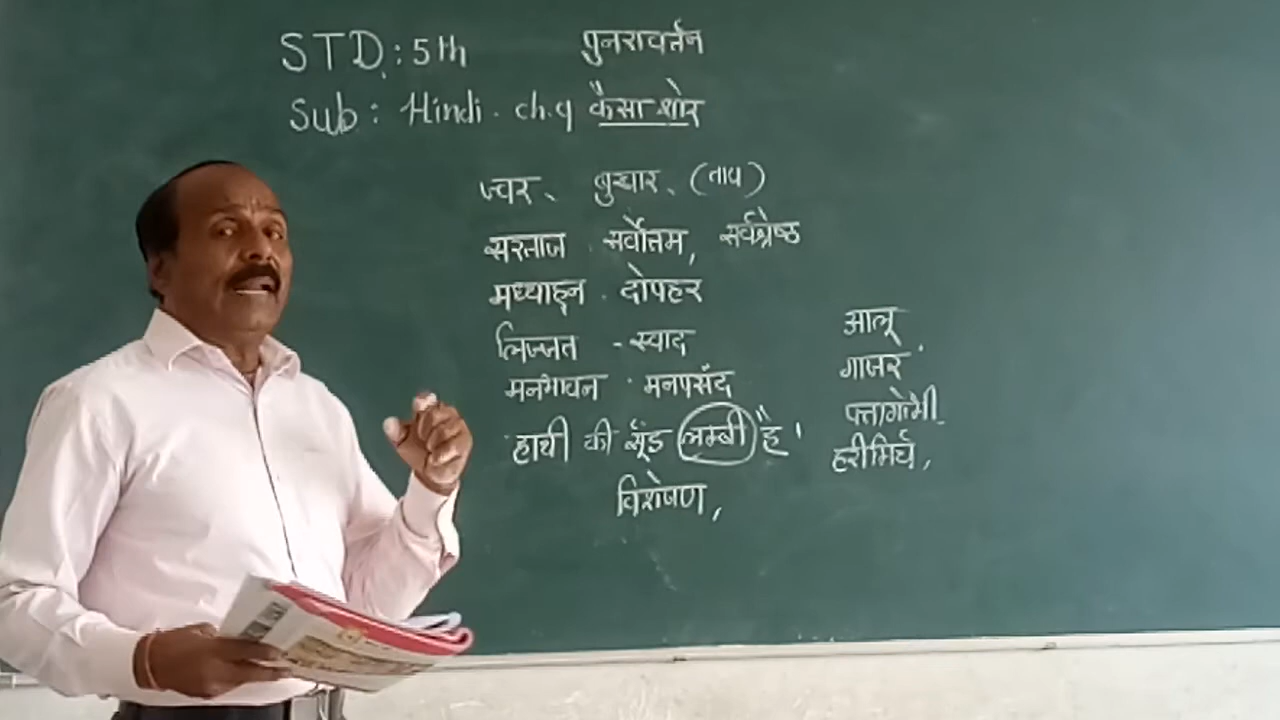 STD : 5th पुनरावर्तन
Sub : Hindi . ch.9 कैसा शोर
ज्वर、 बुखार、 (ताप)
सरताज . सर्वोत्तम, सर्वश्रेष्ठ
मध्याह्न . दोपहर
लिज्जत - स्वाद
मनभावन . मनपसंद
हाथी की सूंड लम्बी है ।
विशेषण,
आलू
गाजर
पत्तागोभी
हरीमिर्च,